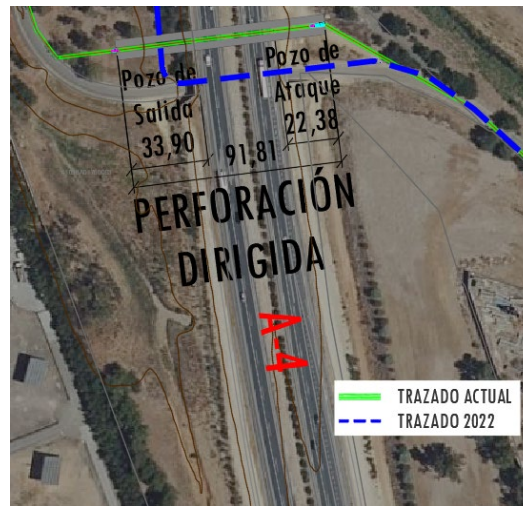 Pozo de
Salida
33,90
Pozo de
Ataque
22,38
91,81
PERFORACIÓN
DIRIGIDA
A-4
TRAZADO ACTUAL
TRAZADO 2022